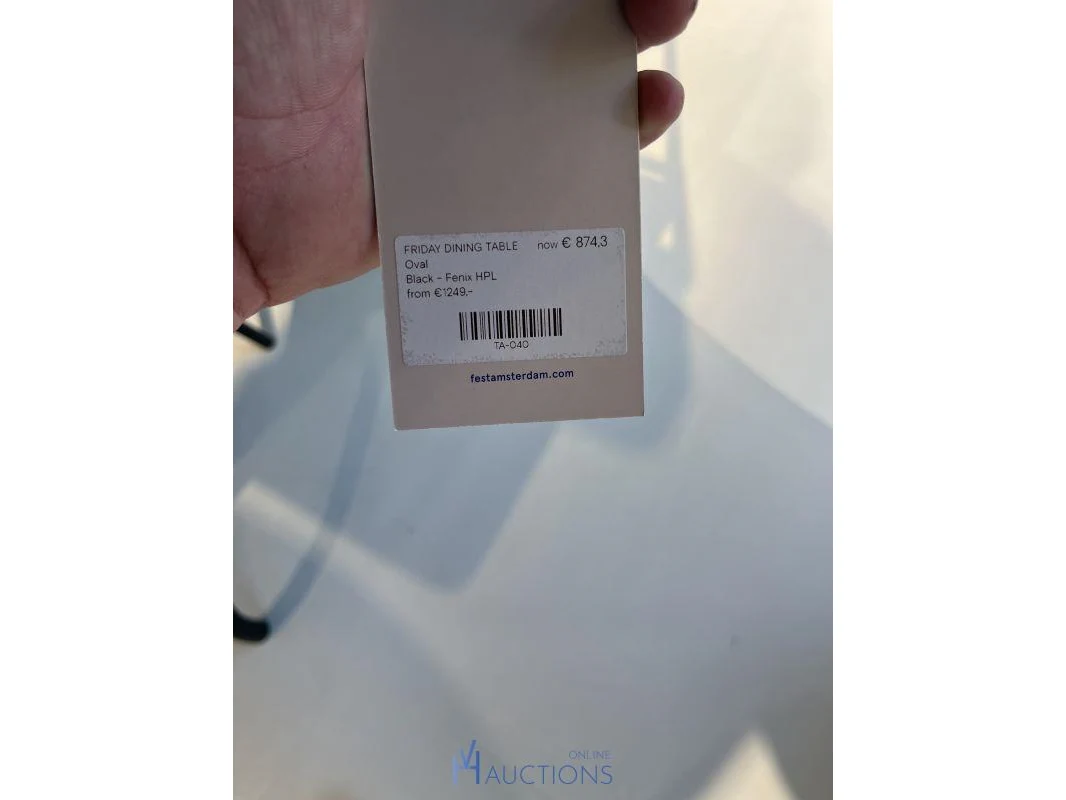 FRIDAY DINING TABLE now € 874,3
Oval
Black - Fenix HPL
from €1249,-
TA-040
festamsterdam.com
ONLINE
AUCTIONS